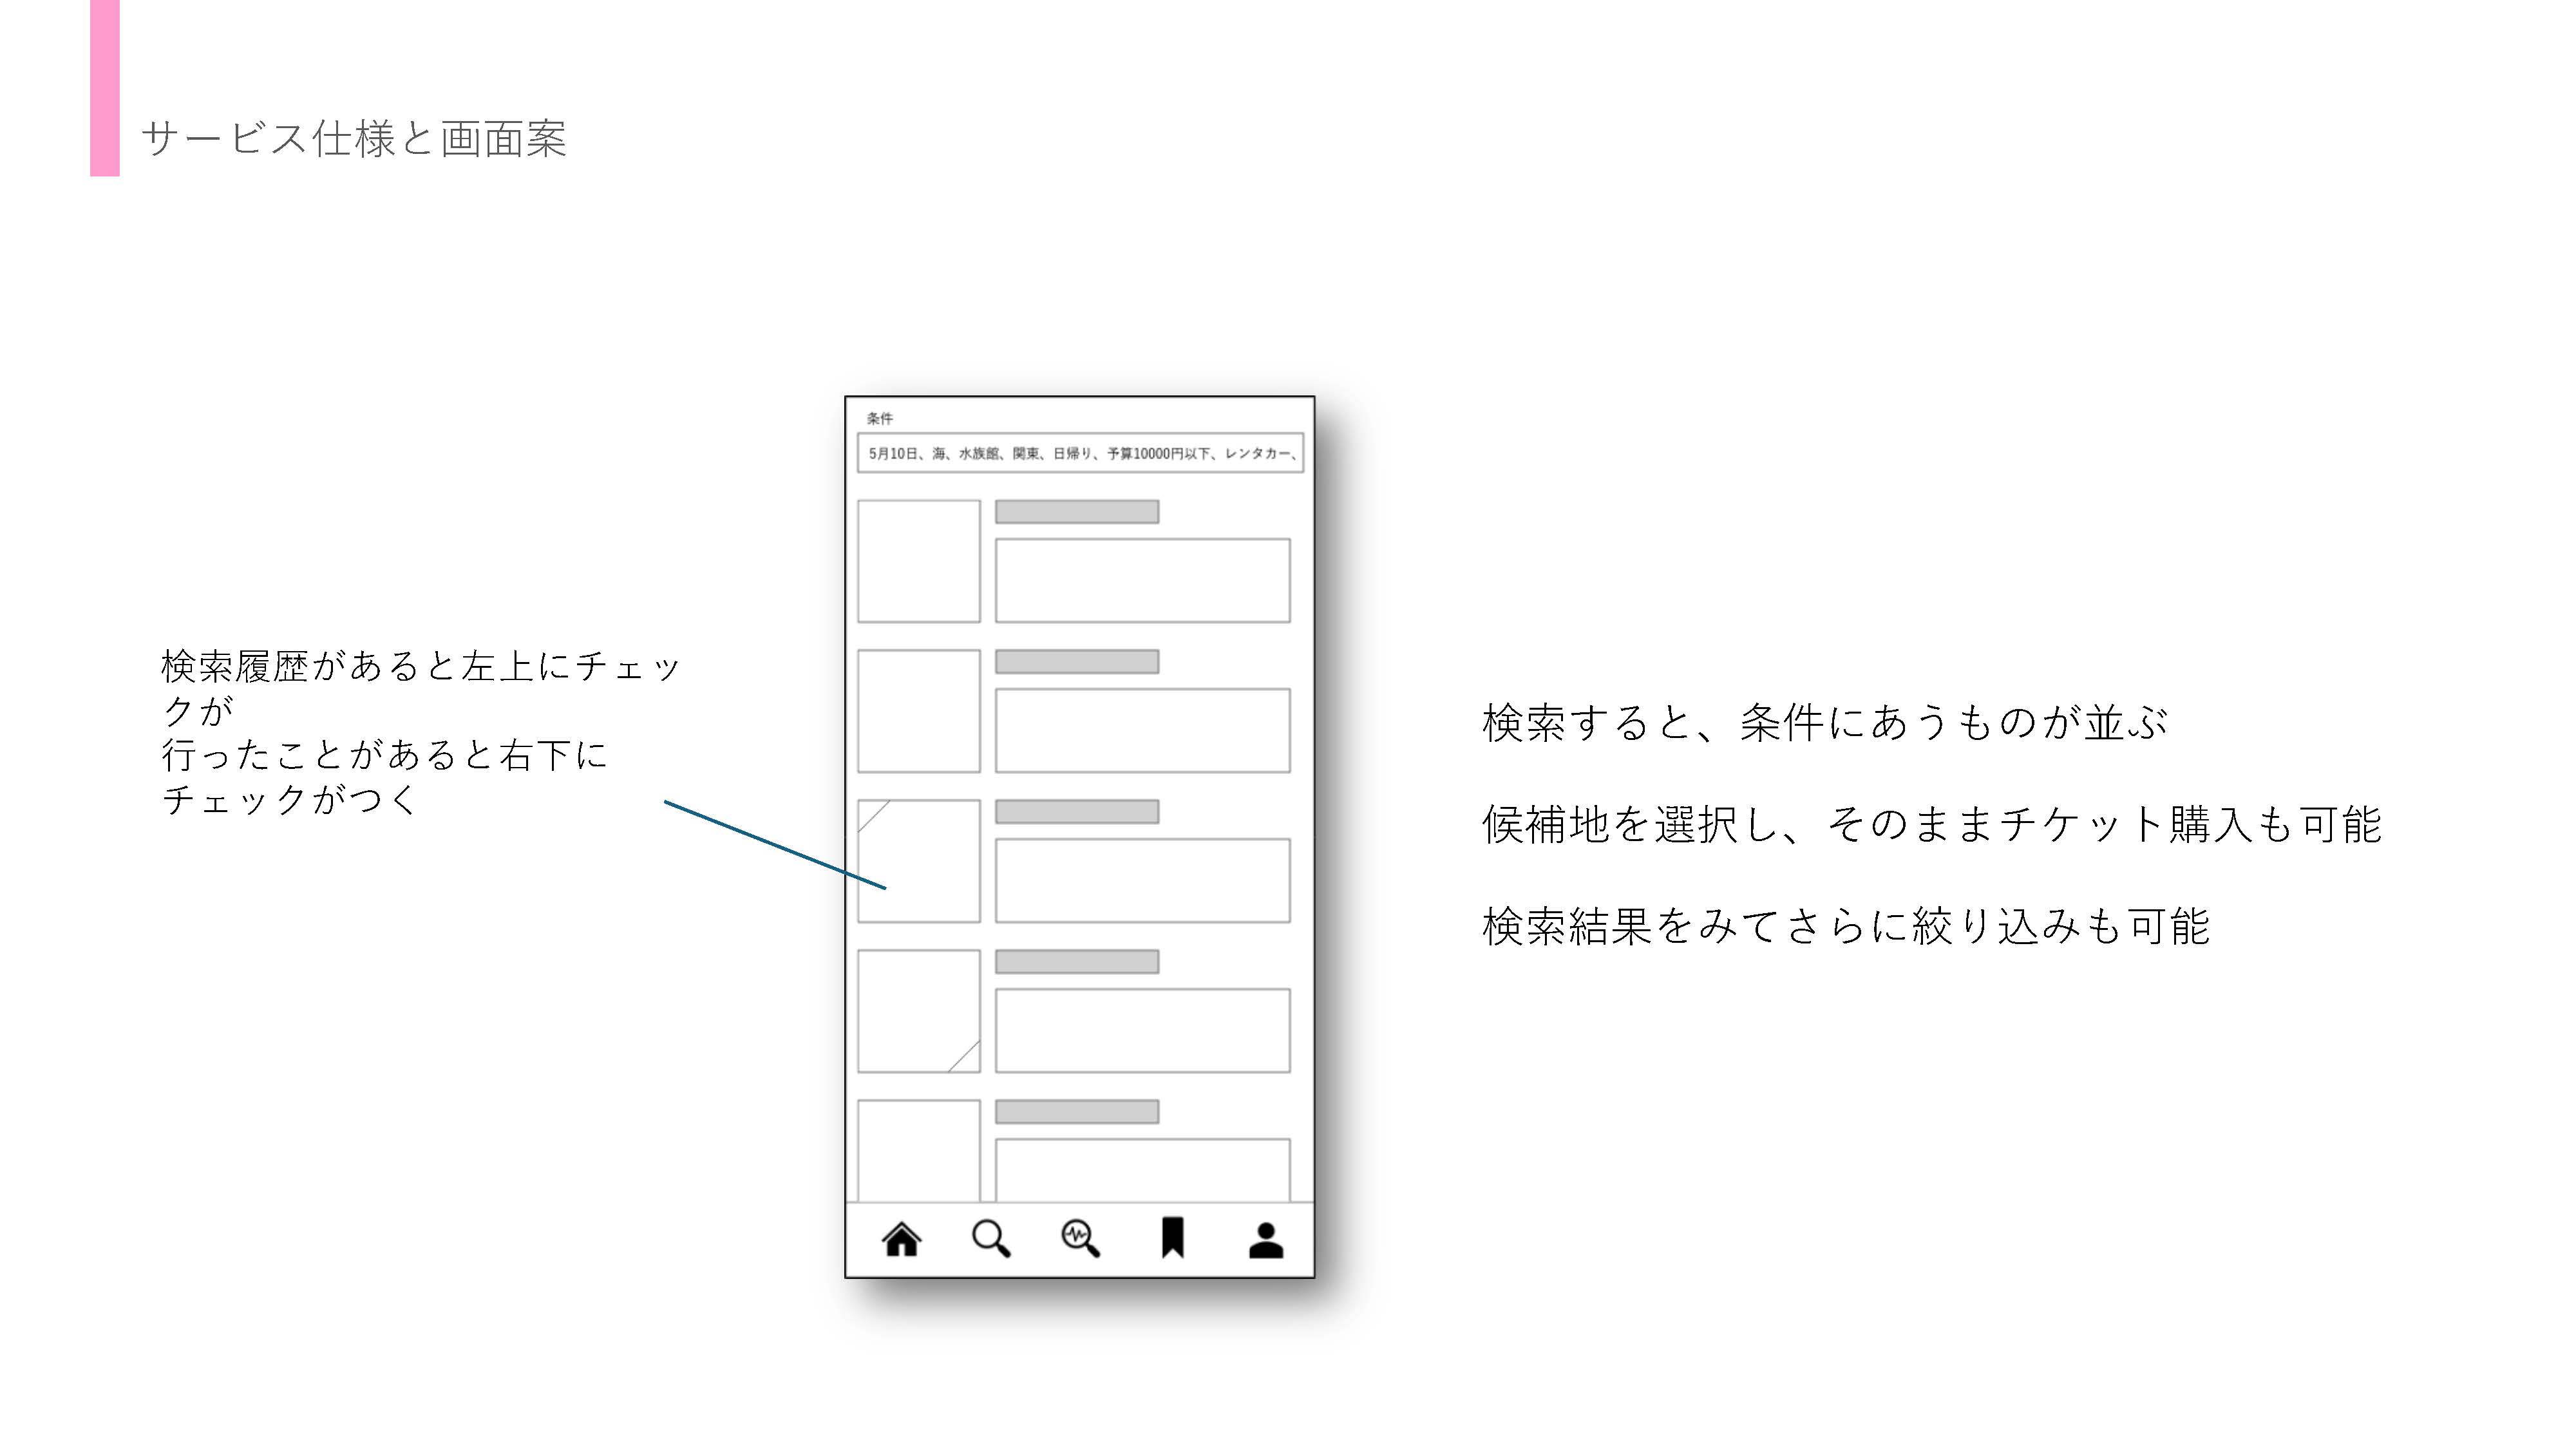 サービス仕様と画面案
検索履歴があると左上にチェッ
クが
行ったことがあると右下に
チェックがつく
条件
5月10日、海、水族館、関東、日帰り、予算10000円以下、レンタカー、
検索すると、条件にあうものが並ぶ
候補地を選択し、そのままチケット購入も可能
検索結果をみてさらに絞り込みも可能